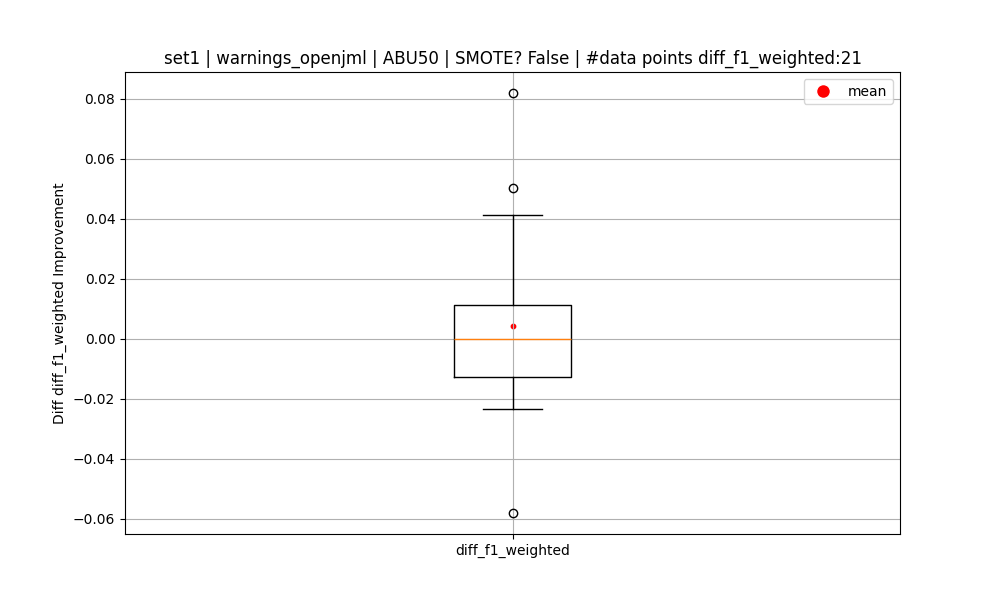 set1 | warnings_openjml | ABU50 | SMOTE? False | #data points diff_f1_weighted:21
mean
0.08
0.06
0.04
0.02
0.00
−0.02
−0.04
−0.06
Diff diff_f1_weighted Improvement
diff_f1_weighted